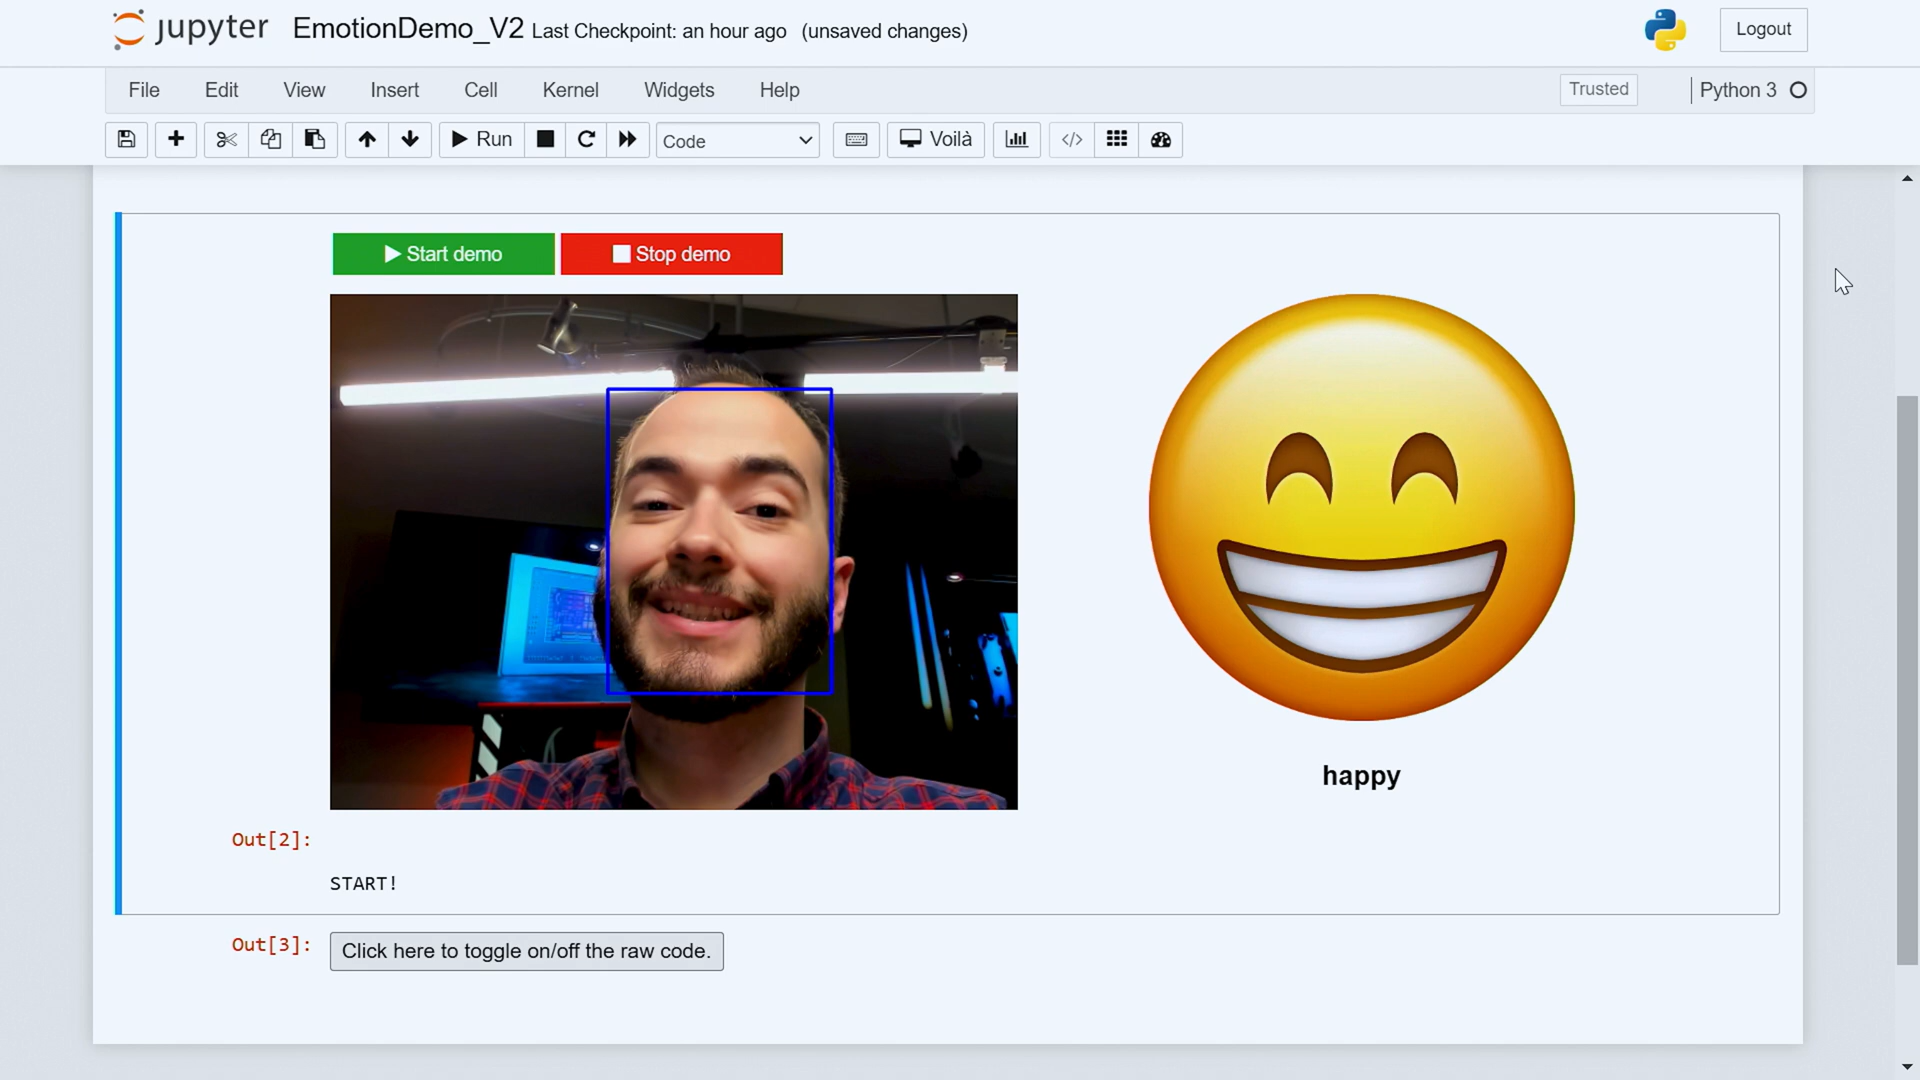 jupyter EmotionDemo_V2 Last Checkpoint: an hour ago (unsaved changes) Logout
File Edit View Insert Cell Kernel Widgets Help Trusted Python 3
Run Code Voilà
Start demo Stop demo
happy
Out[2]:
START!
Out[3]: Click here to toggle on/off the raw code.